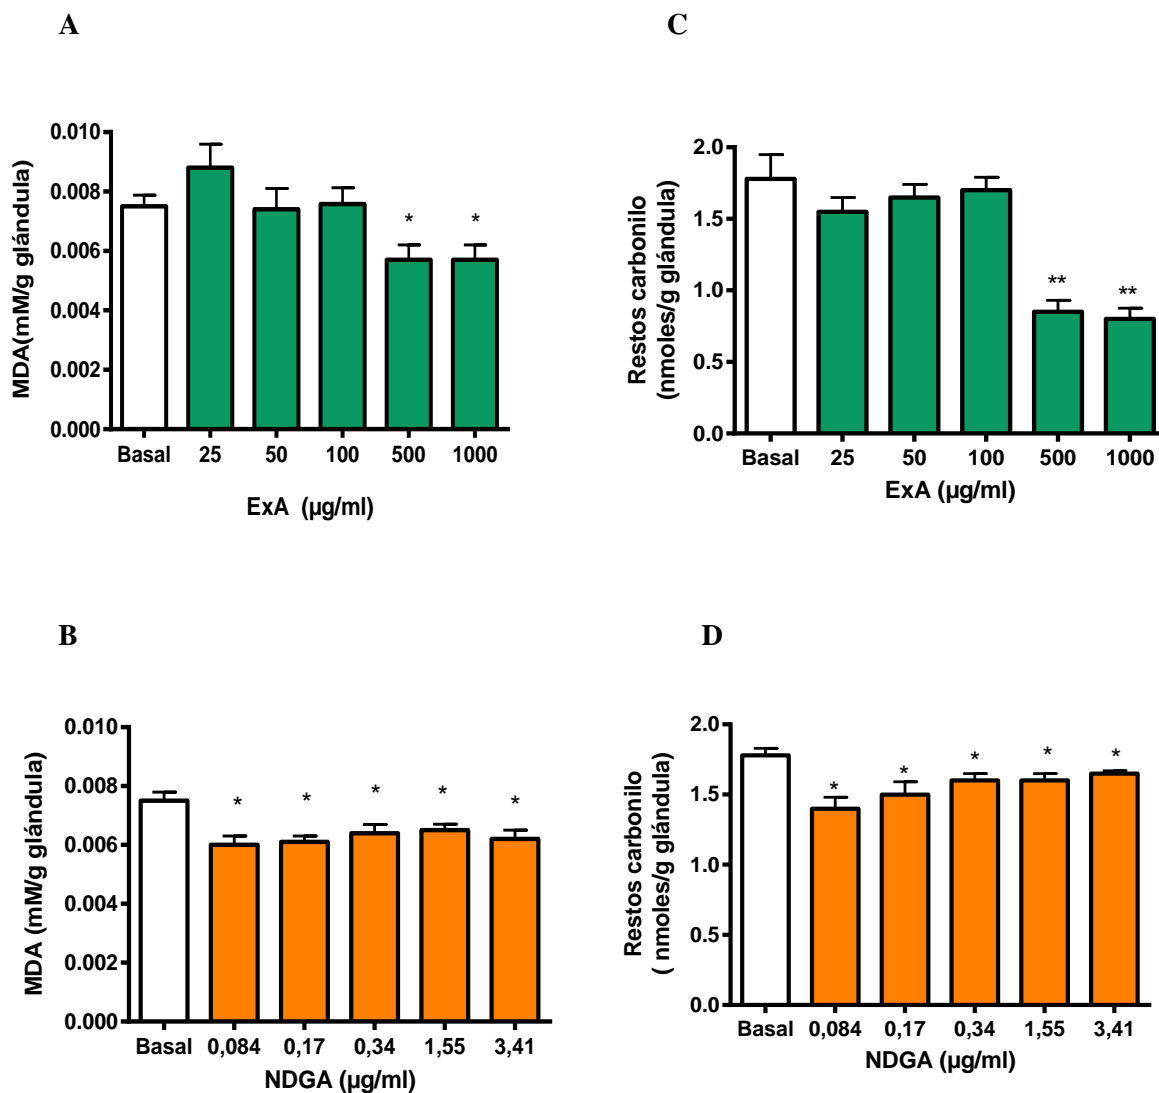 A
MDA(mM/g glándula)
0.010
0.008
0.006
0.004
0.002
0.000
* *
Basal 25 50 100 500 1000
ExA (µg/ml)
C
Restos carbonilo
(nmoles/g glándula)
2.0
1.5
1.0
0.5
0.0
** **
Basal 25 50 100 500 1000
ExA (µg/ml)
B
MDA (mM/g glándula)
0.010
0.008
0.006
0.004
0.002
0.000
* * * * *
Basal 0,084 0,17 0,34 1,55 3,41
NDGA (µg/ml)
D
Restos carbonilo
( nmoles/g glándula)
2.0
1.5
1.0
0.5
0.0
* * * * *
Basal 0,084 0,17 0,34 1,55 3,41
NDGA (µg/ml)